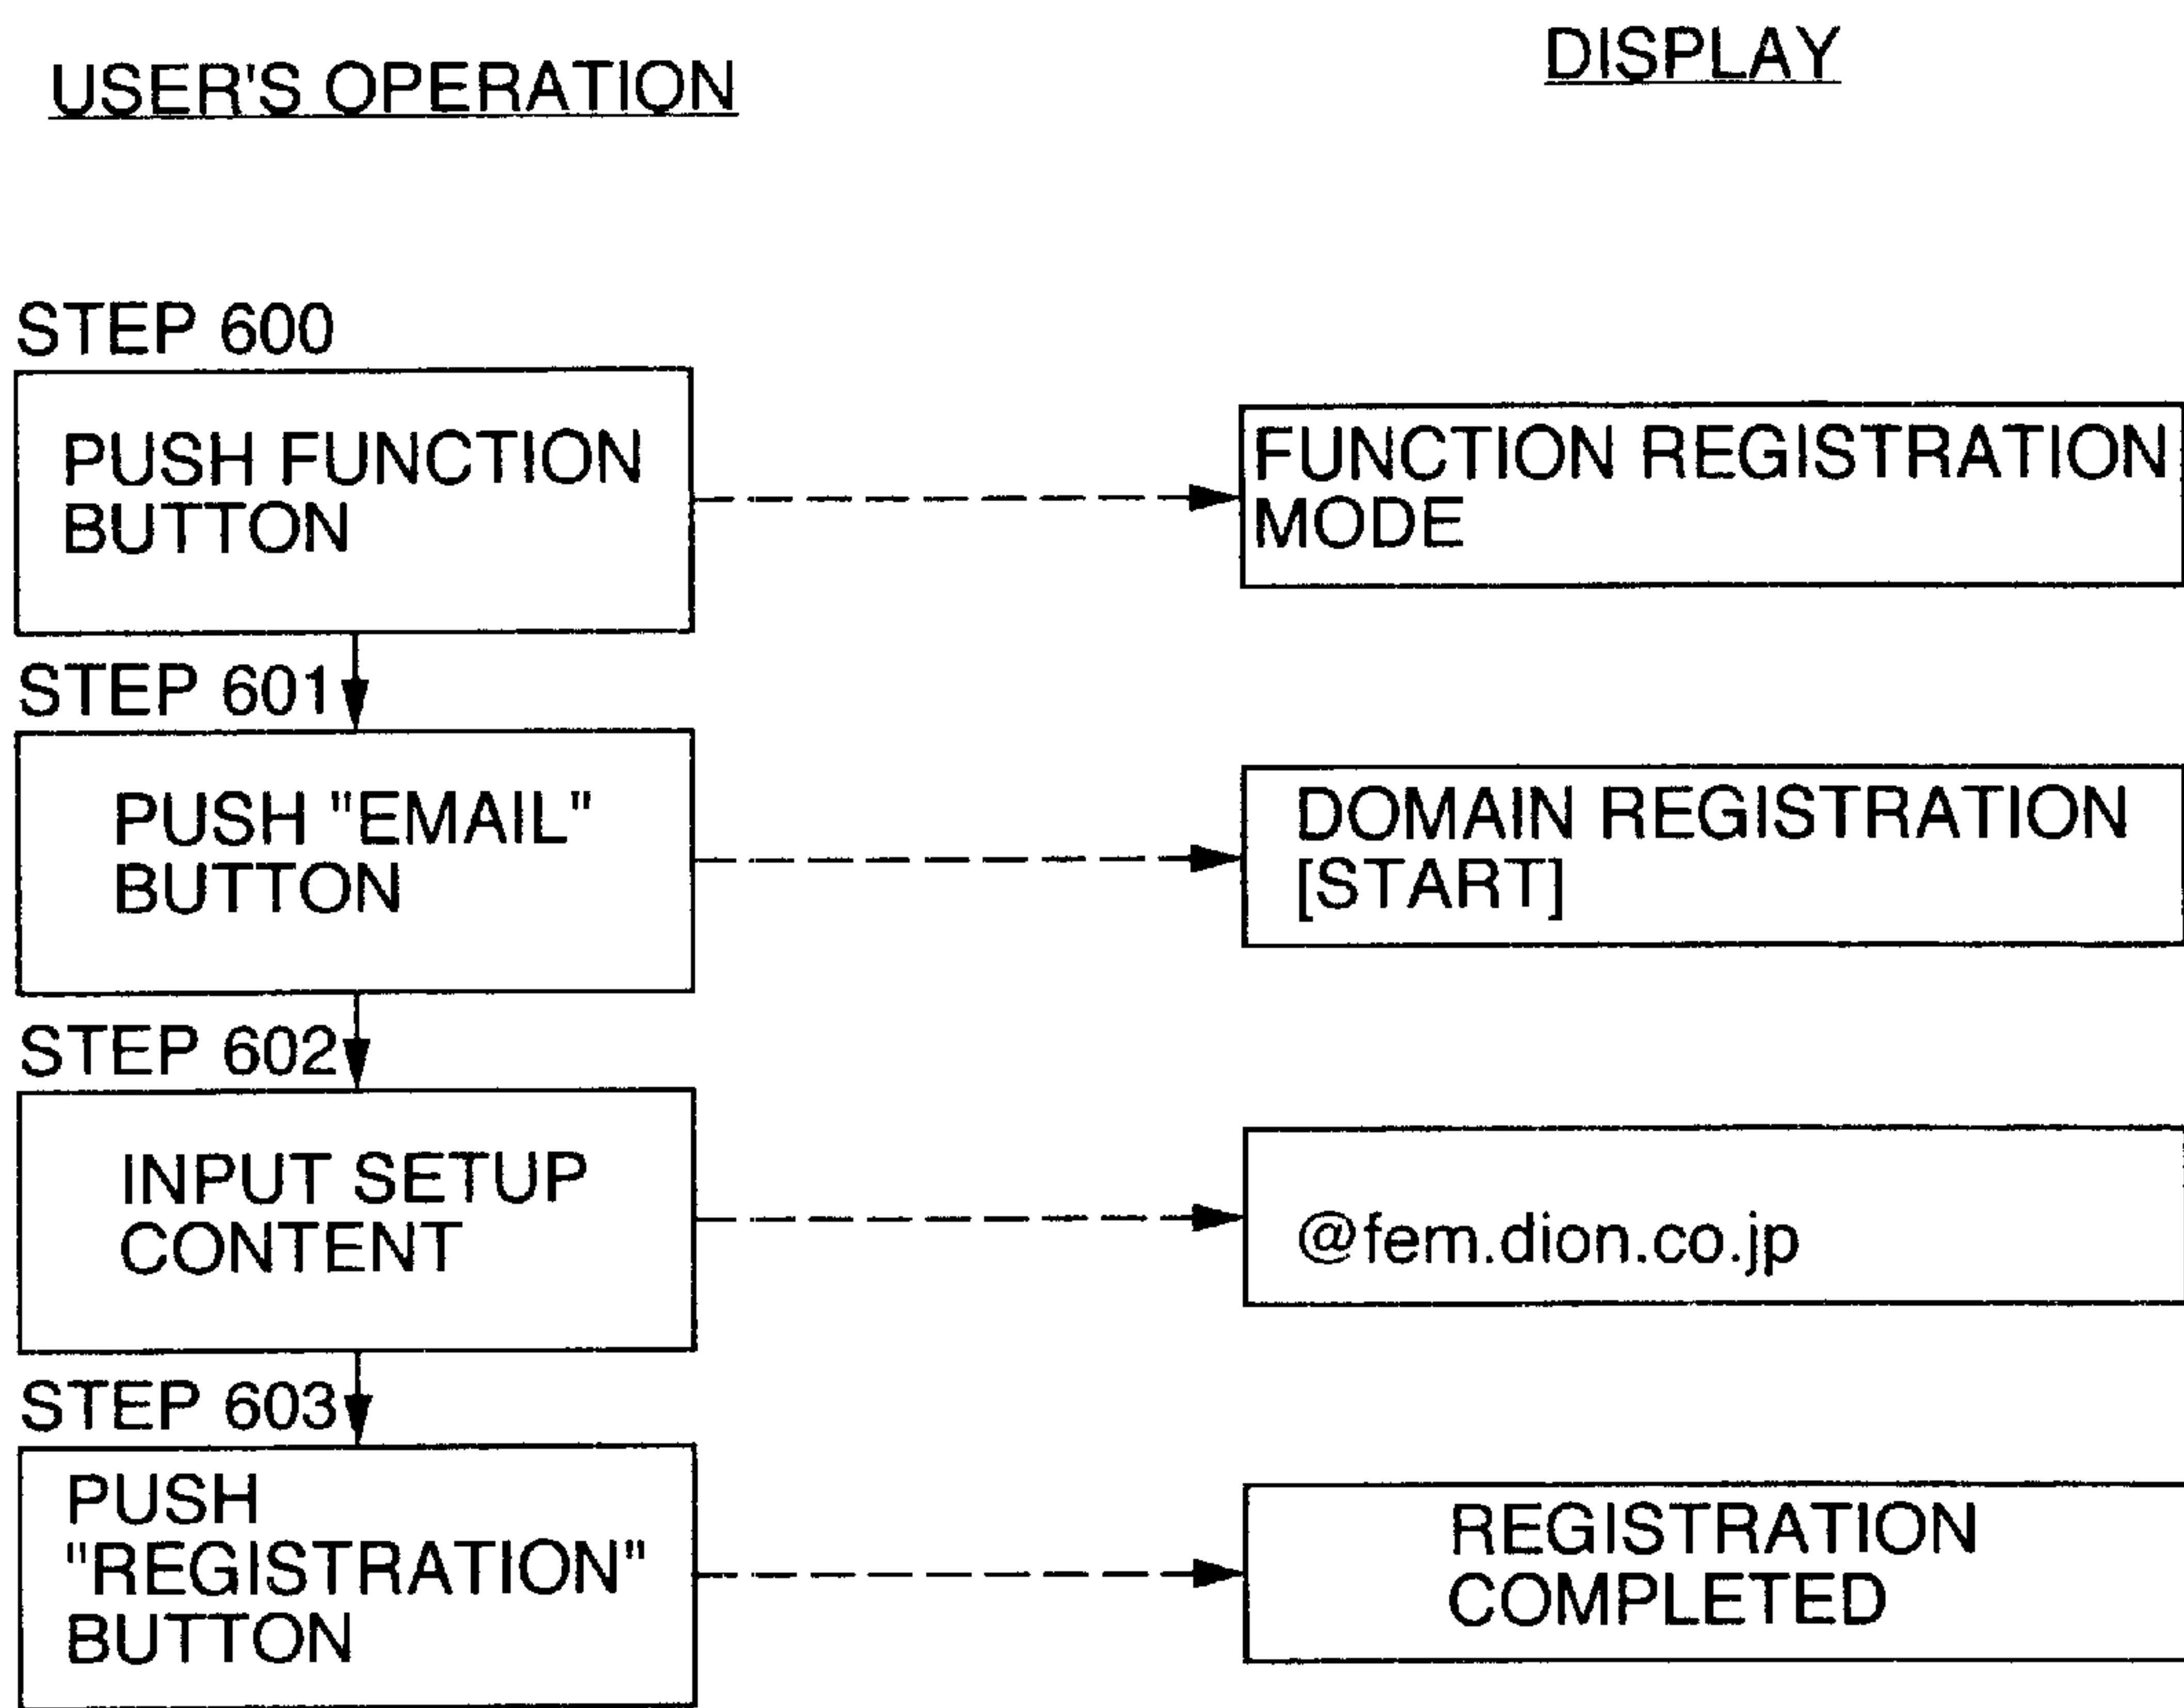 USER'S OPERATION
DISPLAY
STEP 600
PUSH FUNCTION
BUTTON
FUNCTION REGISTRATION
MODE
STEP 601
PUSH "EMAIL"
BUTTON
DOMAIN REGISTRATION
[START]
STEP 602
INPUT SETUP
CONTENT
@fem.dion.co.jp
STEP 603
PUSH
"REGISTRATION"
BUTTON
REGISTRATION
COMPLETED